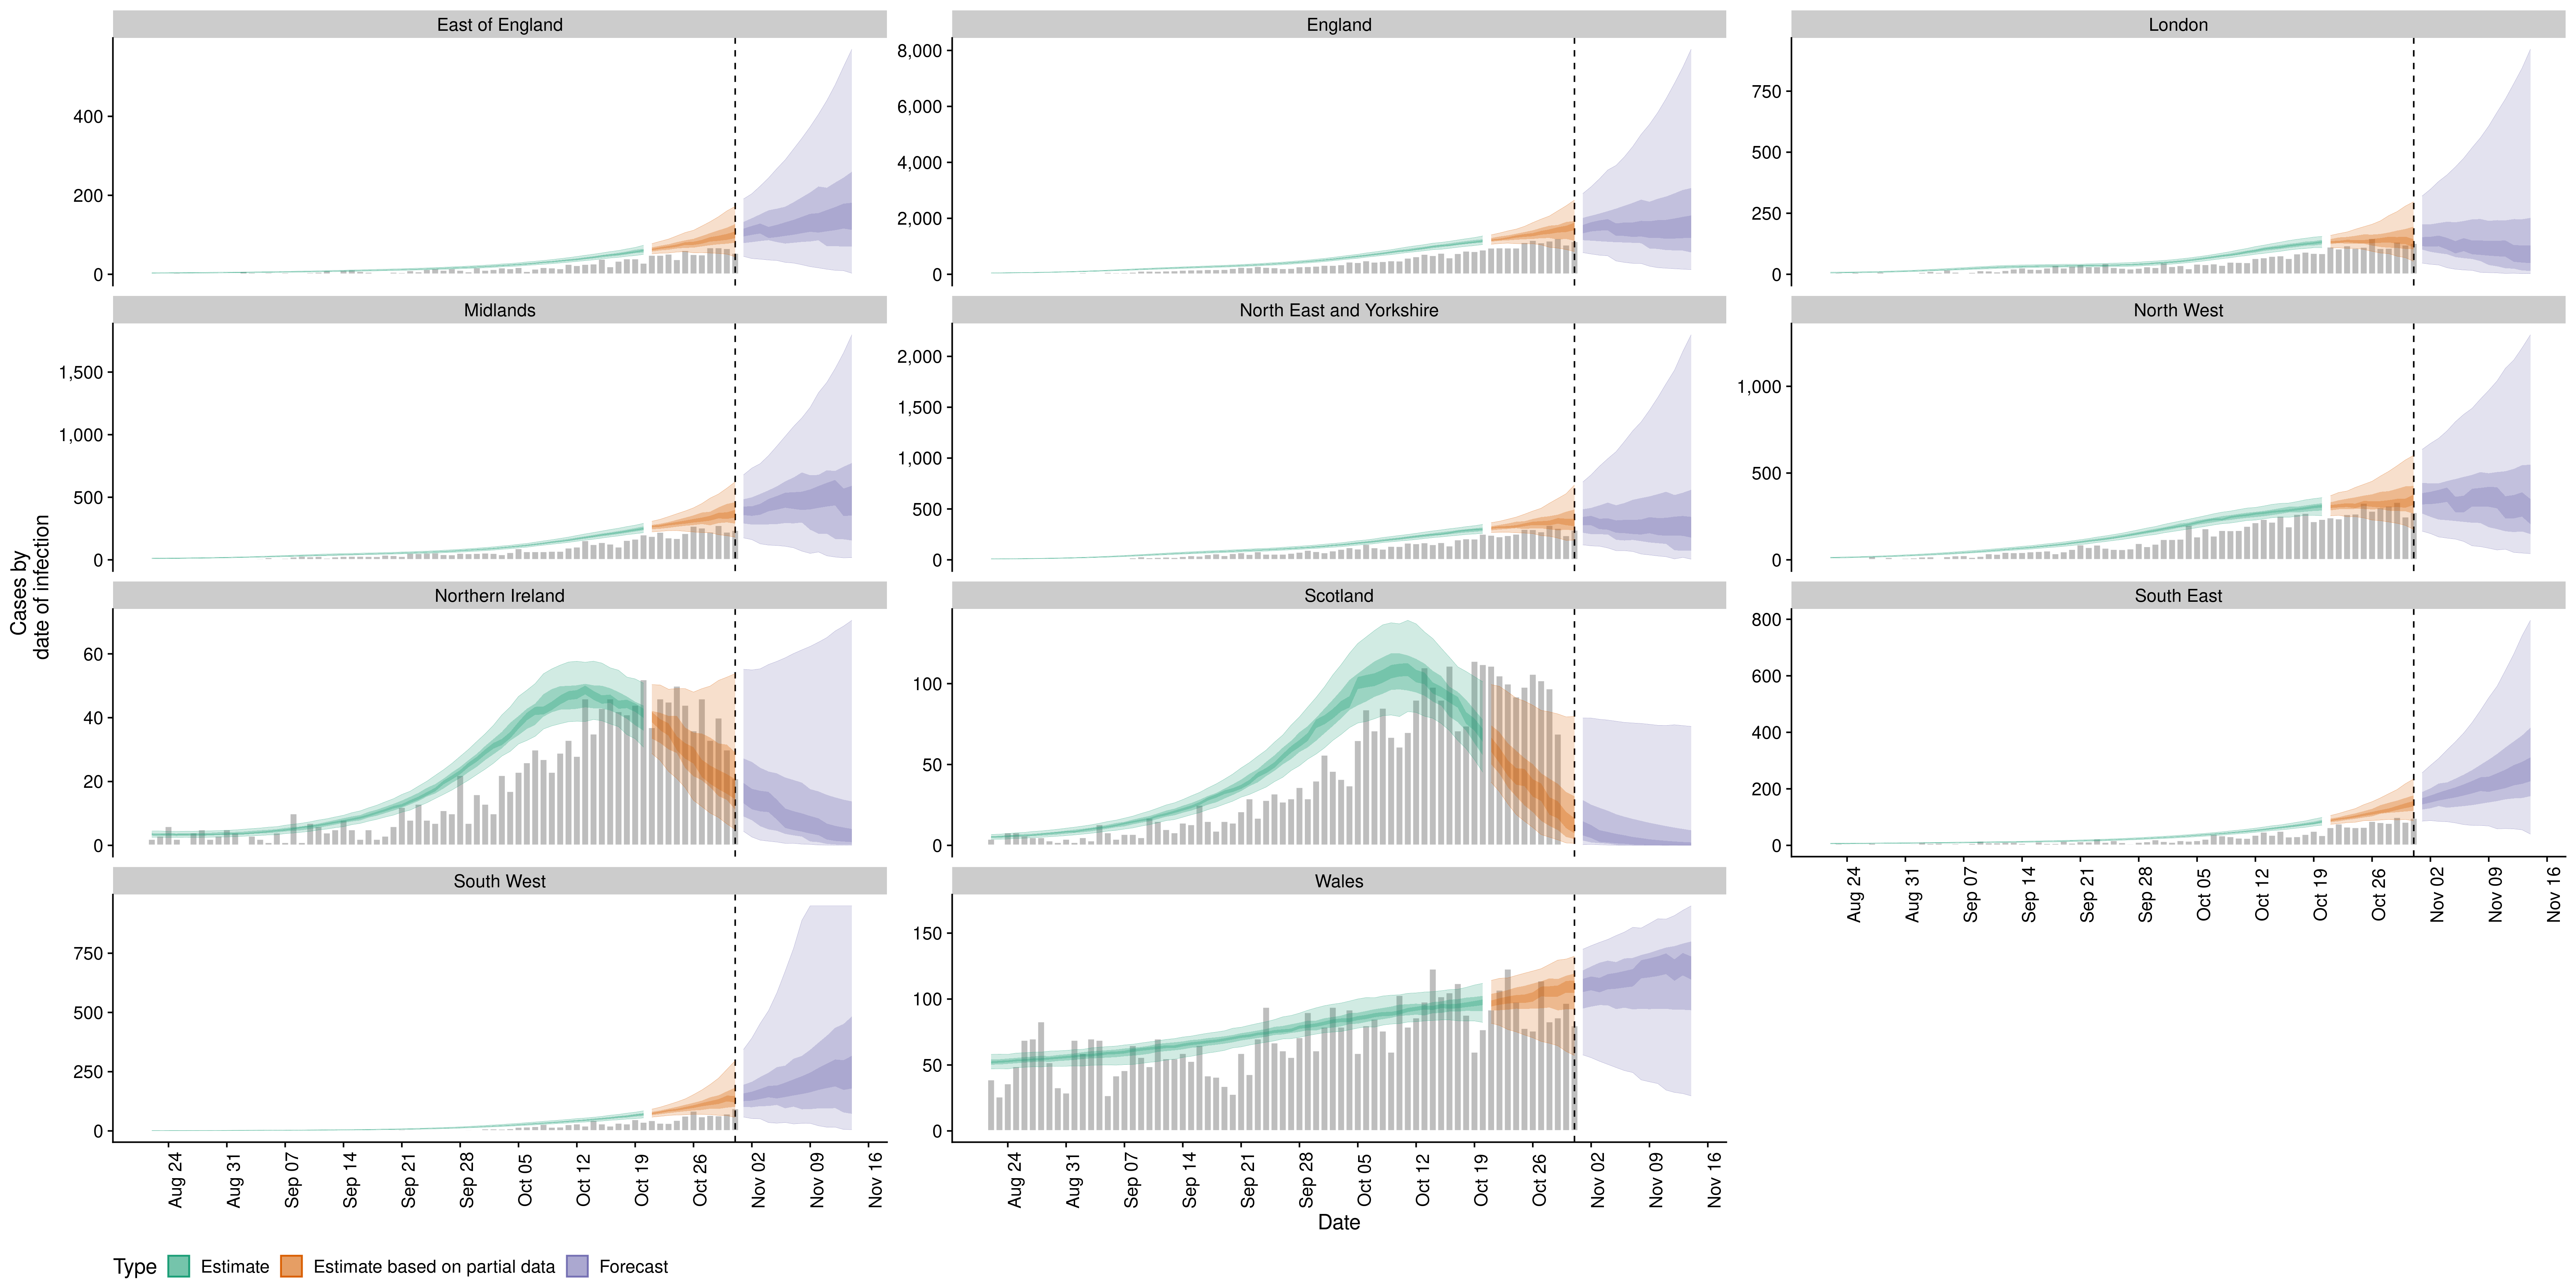 East of England
England
London
400
200
0
8,000
6,000
4,000
2,000
0
750
500
250
0
Midlands
North East and Yorkshire
North West
1,500
1,000
500
0
2,000
1,500
1,000
500
0
1,000
500
0
Cases by
date of infection
Northern Ireland
Scotland
South East
60
40
20
0
100
50
0
800
600
400
200
0
Aug 24
Aug 31
Sep 07
Sep 14
Sep 21
Sep 28
Oct 05
Oct 12
Oct 19
Oct 26
Nov 02
Nov 09
Nov 16
South West
Wales
750
500
250
0
150
100
50
0
Aug 24
Aug 31
Sep 07
Sep 14
Sep 21
Sep 28
Oct 05
Oct 12
Oct 19
Oct 26
Nov 02
Nov 09
Nov 16
Aug 24
Aug 31
Sep 07
Sep 14
Sep 21
Sep 28
Oct 05
Oct 12
Oct 19
Oct 26
Nov 02
Nov 09
Nov 16
Date
Type Estimate Estimate based on partial data Forecast